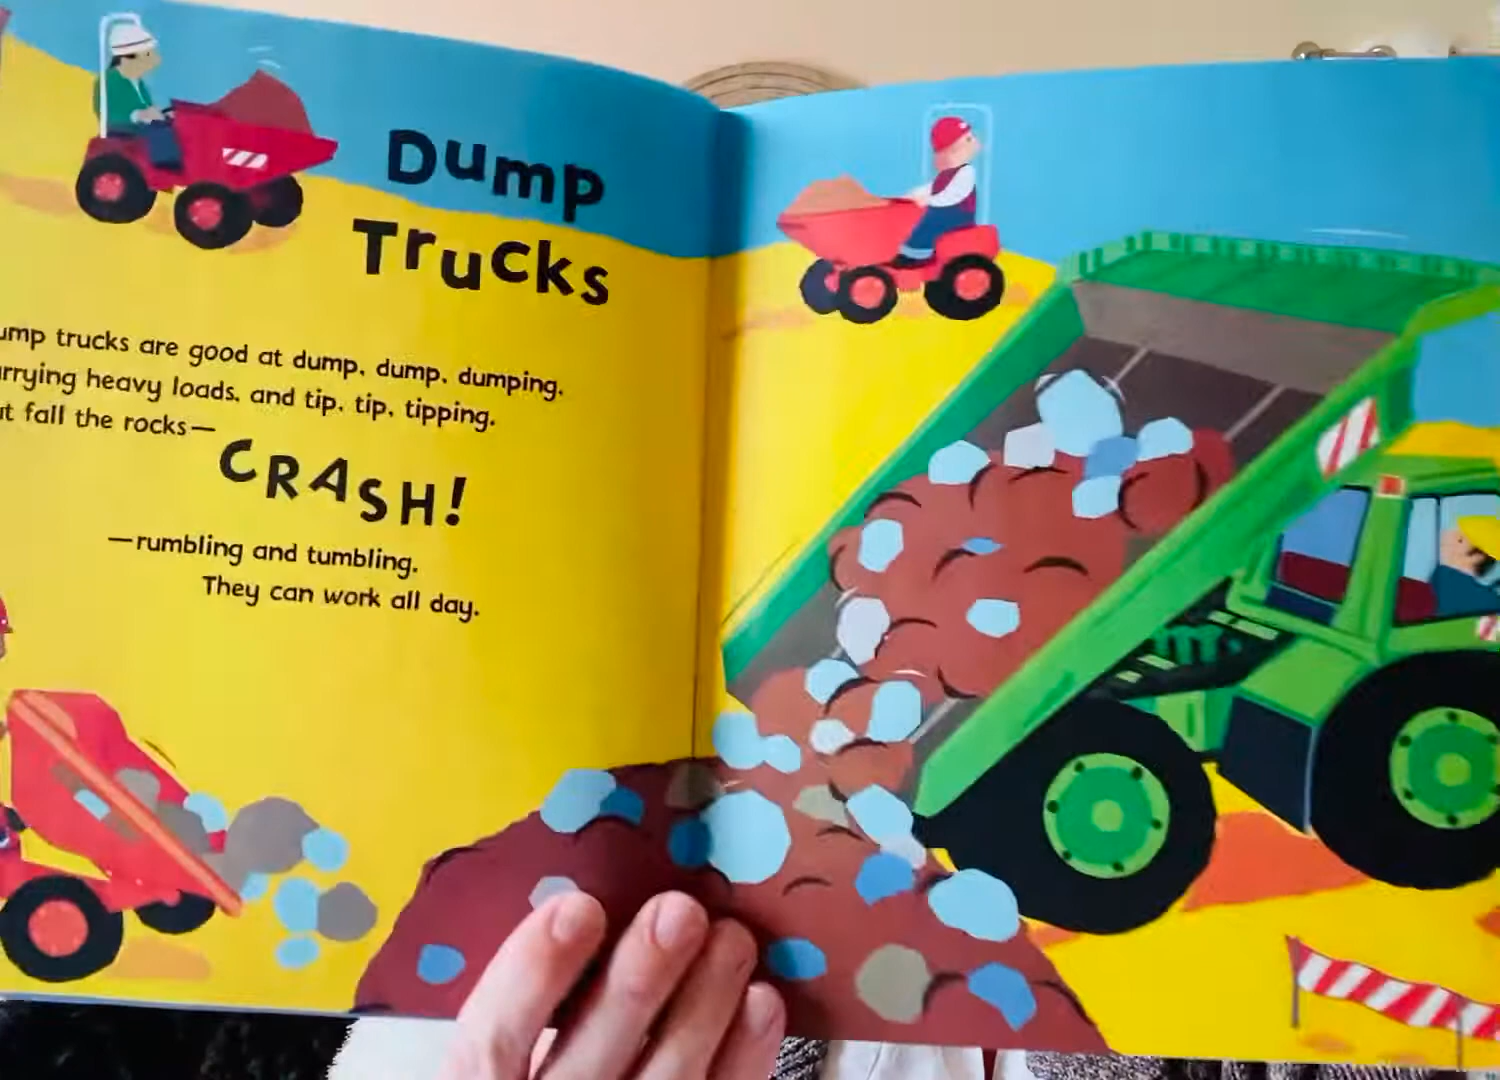 Dump
Trucks
ump trucks are good at dump, dump, dumping,
rrying heavy loads, and tip, tip, tipping.
t fall the rocks—
CRASH!
—rumbling and tumbling.
They can work all day.